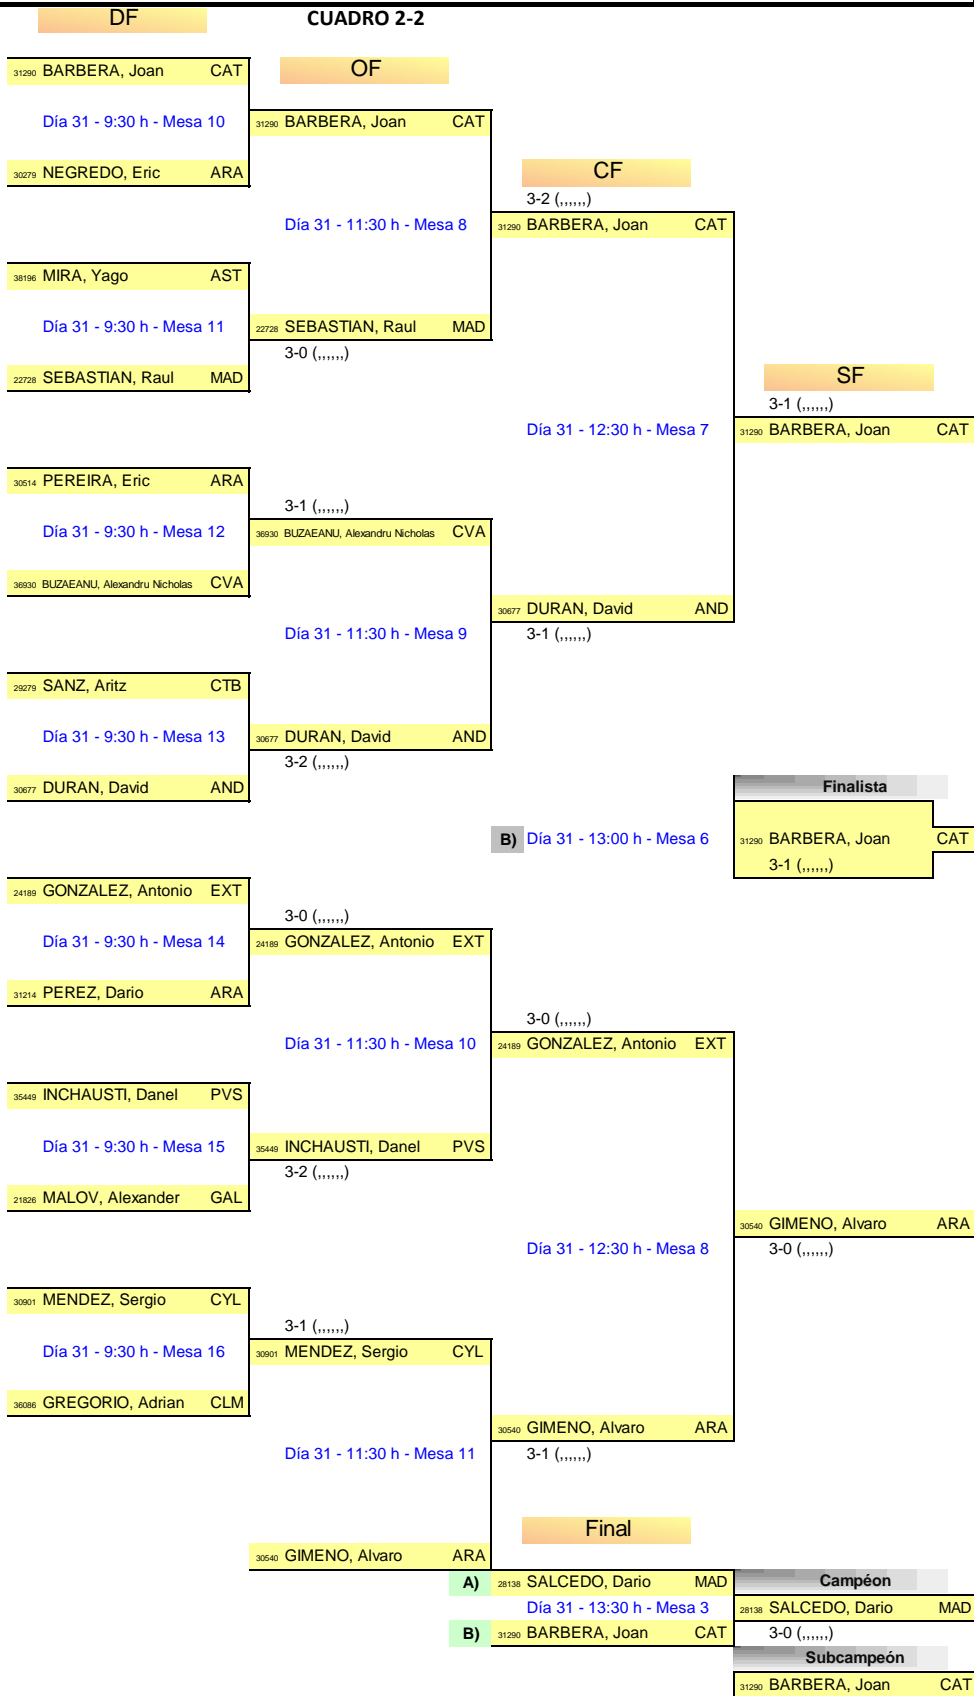 DF CUADRO 2-2
31290 BARBERA, Joan CAT OF
Día 31 - 9:30 h - Mesa 10 31290 BARBERA, Joan CAT
30279 NEGREDO, Eric ARA CF
3-2 (,,,,,,)
Día 31 - 11:30 h - Mesa 8 31290 BARBERA, Joan CAT
38196 MIRA, Yago AST
Día 31 - 9:30 h - Mesa 11 22728 SEBASTIAN, Raul MAD
3-0 (,,,,,,)
22728 SEBASTIAN, Raul MAD SF
3-1 (,,,,,,)
Día 31 - 12:30 h - Mesa 7 31290 BARBERA, Joan CAT
30514 PEREIRA, Eric ARA
3-1 (,,,,,,)
Día 31 - 9:30 h - Mesa 12 36930 BUZAEANU, Alexandru Nicholas CVA
36930 BUZAEANU, Alexandru Nicholas CVA
30677 DURAN, David AND
Día 31 - 11:30 h - Mesa 9 3-1 (,,,,,,)
29279 SANZ, Aritz CTB
Día 31 - 9:30 h - Mesa 13 30677 DURAN, David AND
3-2 (,,,,,,)
30677 DURAN, David AND Finalista
B) Día 31 - 13:00 h - Mesa 6 31290 BARBERA, Joan CAT
3-1 (,,,,,,)
24189 GONZALEZ, Antonio EXT
3-0 (,,,,,,)
Día 31 - 9:30 h - Mesa 14 24189 GONZALEZ, Antonio EXT
31214 PEREZ, Dario ARA
3-0 (,,,,,,)
Día 31 - 11:30 h - Mesa 10 24189 GONZALEZ, Antonio EXT
35449 INCHAUSTI, Danel PVS
Día 31 - 9:30 h - Mesa 15 35449 INCHAUSTI, Danel PVS
3-2 (,,,,,,)
21826 MALOV, Alexander GAL
30540 GIMENO, Alvaro ARA
Día 31 - 12:30 h - Mesa 8 3-0 (,,,,,,)
30901 MENDEZ, Sergio CYL
3-1 (,,,,,,)
Día 31 - 9:30 h - Mesa 16 30901 MENDEZ, Sergio CYL
36086 GREGORIO, Adrian CLM
30540 GIMENO, Alvaro ARA
Día 31 - 11:30 h - Mesa 11 3-1 (,,,,,,)
Final
30540 GIMENO, Alvaro ARA
A) 28138 SALCEDO, Dario MAD Campéon
Día 31 - 13:30 h - Mesa 3 28138 SALCEDO, Dario MAD
B) 31290 BARBERA, Joan CAT 3-0 (,,,,,,)
Subcampeón
31290 BARBERA, Joan CAT